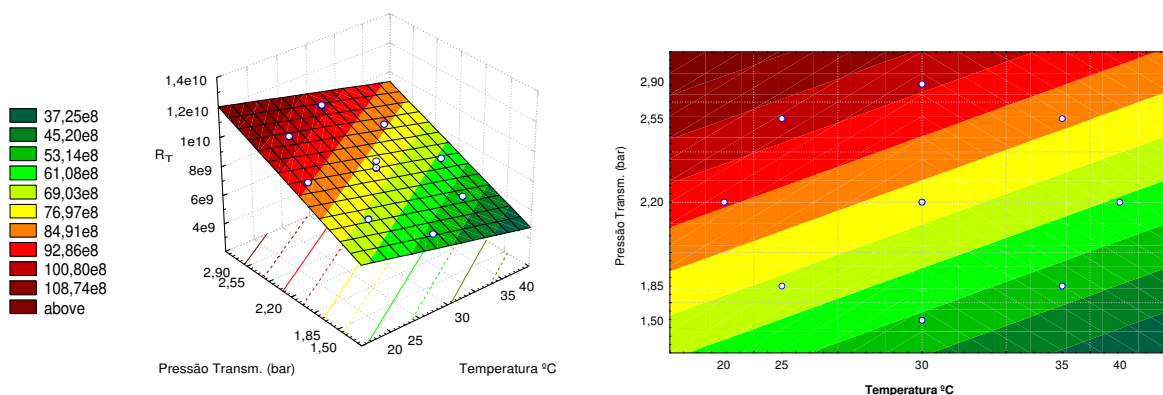 37,25e8
45,20e8
53,14e8
61,08e8
69,03e8
76,97e8
84,91e8
92,86e8
100,80e8
108,74e8
above
1,4e10
1,2e10
1e10
8e9
6e9
4e9
R_T
2,90
2,55
2,20
1,85
1,50
20
25
30
35
40
Pressão Transm. (bar)
Temperatura ºC
2,90
2,55
2,20
1,85
1,50
Pressão Transm. (bar)
20
25
30
35
40
Temperatura ºC